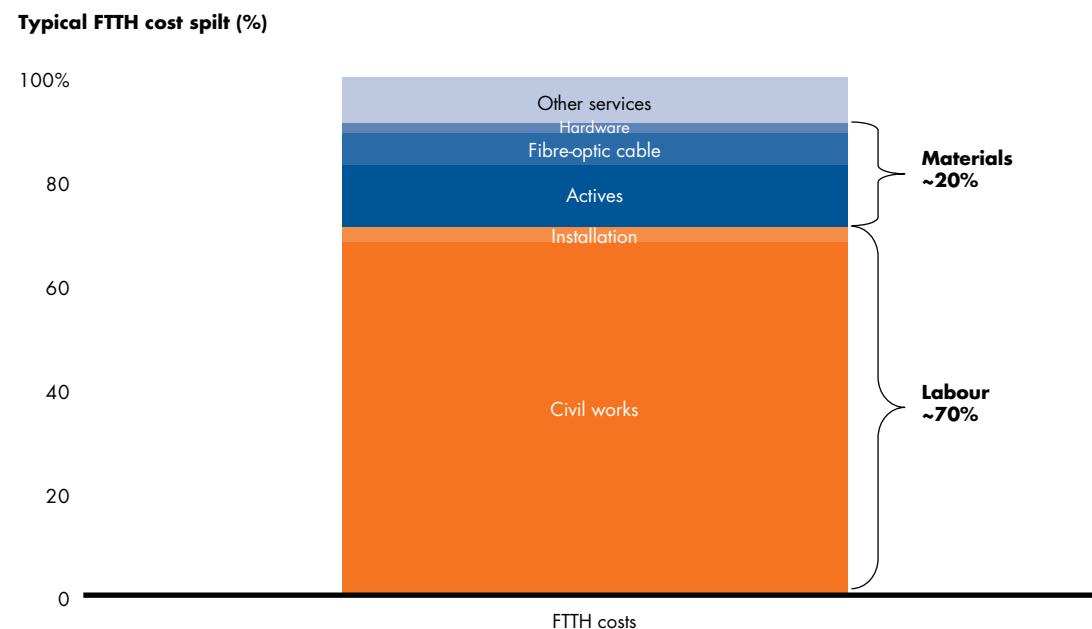 Typical FTTH cost spilt (%)
100%
80
60
40
20
0
Other services
Hardware
Fibre-optic cable
Actives
Installation
Civil works
Materials
~20%
Labour
~70%
FTTH costs